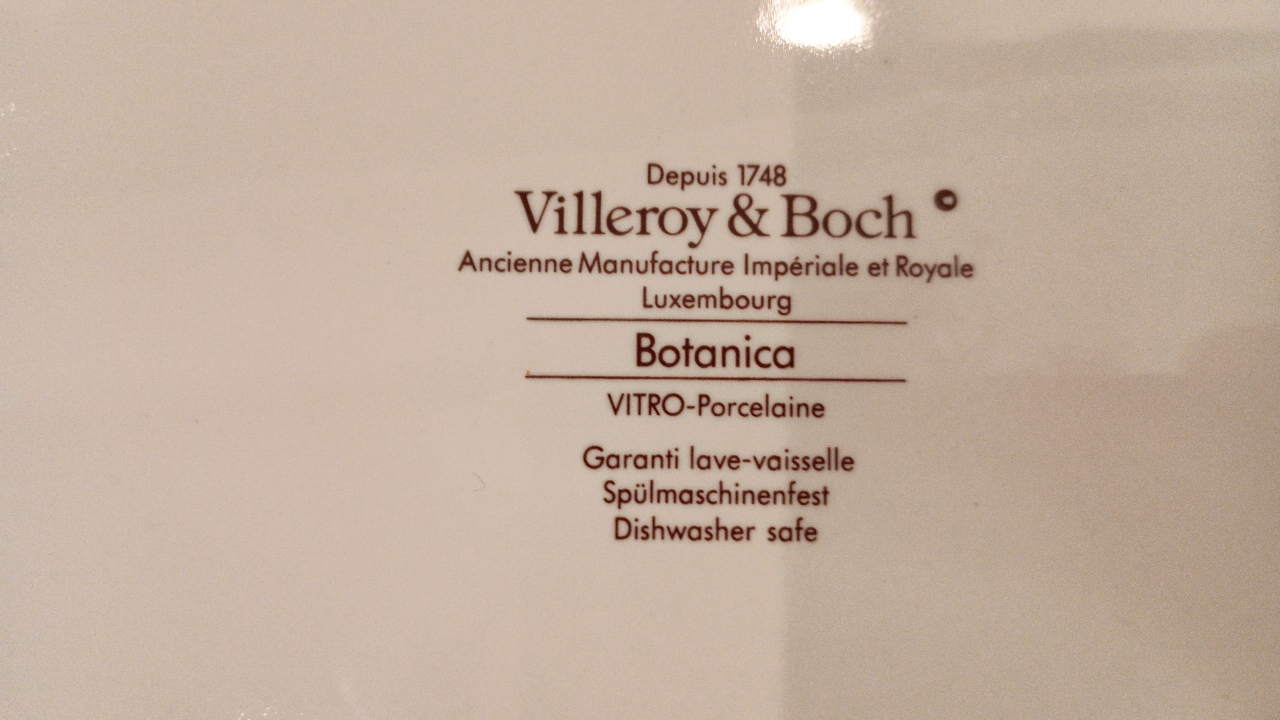 Depuis 1748
Villeroy & Boch ©
Ancienne Manufacture Impériale et Royale
Luxembourg
Botanica
VITRO-Porcelaine
Garanti lave-vaisselle
Spülmaschinenfest
Dishwasher safe